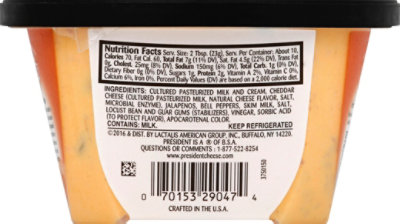 Nutrition Facts Serv. Size: 2 Tbsp. (23g), Serv. Per Container: About 10,
Calories 70, Fat Cal. 60, Total Fat 7g (11% DV), Sat. Fat 4.5g (22% DV), Trans Fat
0g, Cholest. 25mg (8% DV), Sodium 150mg (6% DV), Total Carb. 1g (0% DV),
Dietary Fiber 0g (0% DV), Sugars 1g, Protein 2g, Vitamin A 2%, Vitamin C 0%,
Calcium 4%, Iron 0%. Percent Daily Values (DV) are based on a 2,000 calorie diet.
INGREDIENTS: CULTURED PASTEURIZED MILK AND CREAM, CHEDDAR
CHEESE (CULTURED PASTEURIZED MILK, NATURAL CHEESE FLAVOR, SALT,
MICROBIAL ENZYME), JALAPEÑOS, BELL PEPPERS, SKIM MILK, SALT,
LOCUST BEAN AND GUAR GUMS (STABILIZERS), VINEGAR, SORBIC ACID
(TO PROTECT FLAVOR), APOCAROTENAL COLOR.
CONTAINS: MILK. KEEP REFRIGERATED
©2016 & DIST. BY LACTALIS AMERICAN GROUP, INC., BUFFALO, NY 14220.
PRESIDENT IS A ® OF B.S.A.
QUESTIONS OR COMMENTS : 1-877-522-8254
www.presidentcheese.com
3750150
0 70153 29047 4
CRAFTED IN THE U.S.A.